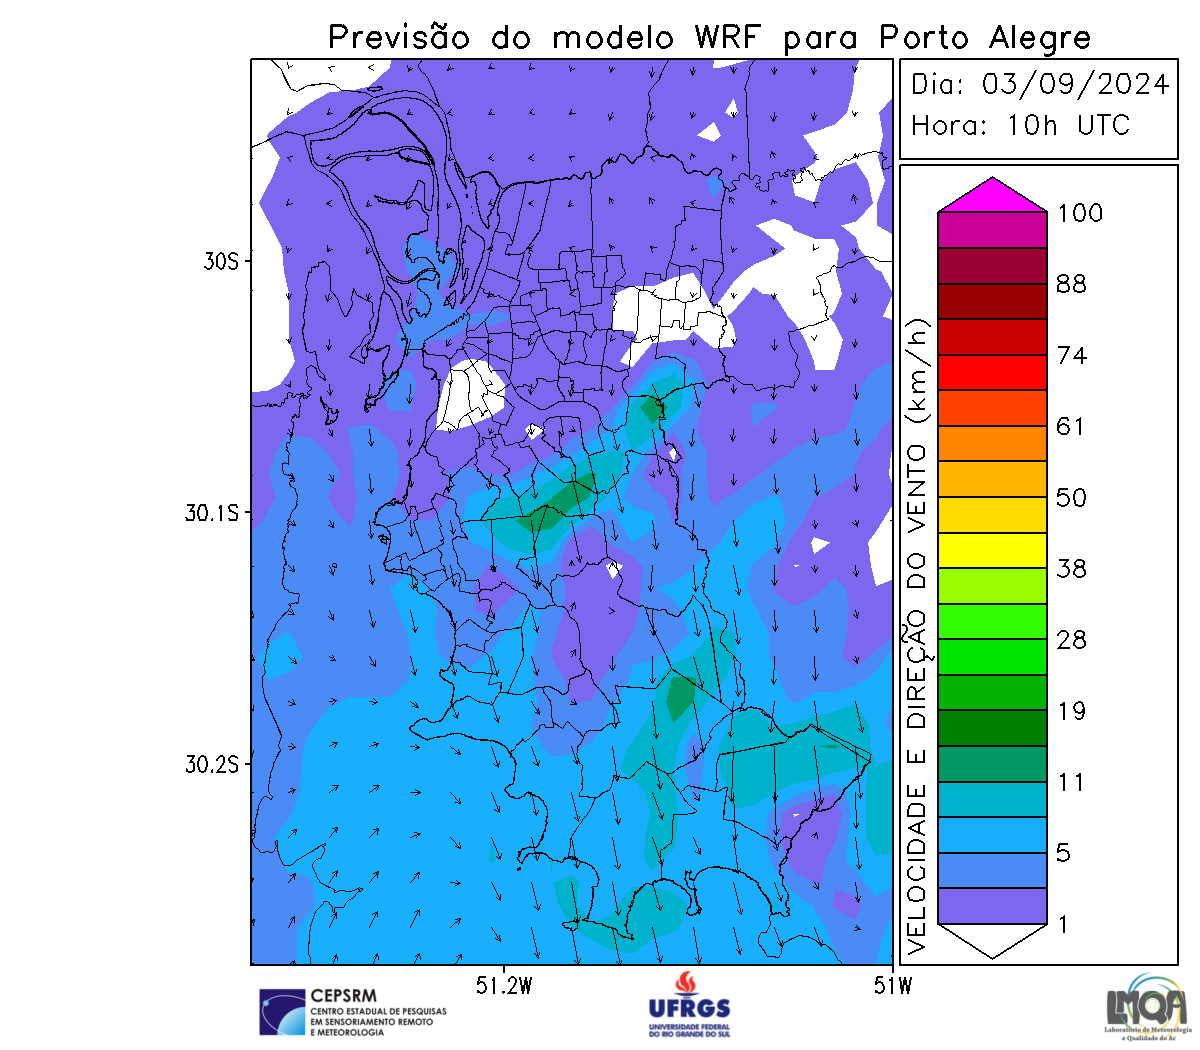 Previsão do modelo WRF para Porto Alegre
Dia: 03/09/2024
Hora: 10h UTC
100
88
74
61
50
38
28
19
11
5
1
VELOCIDADE E DIREÇÃO DO VENTO (km/h)
30S
30.1S
30.2S
51.2W
51W
CEPSRM
CENTRO ESTADUAL DE PESQUISAS
EM SENSORIAMENTO REMOTO
E METEOROLOGIA
UFRGS
UNIVERSIDADE FEDERAL
DO RIO GRANDE DO SUL
LMQA
Laboratório de Meteorologia
e Qualidade do Ar